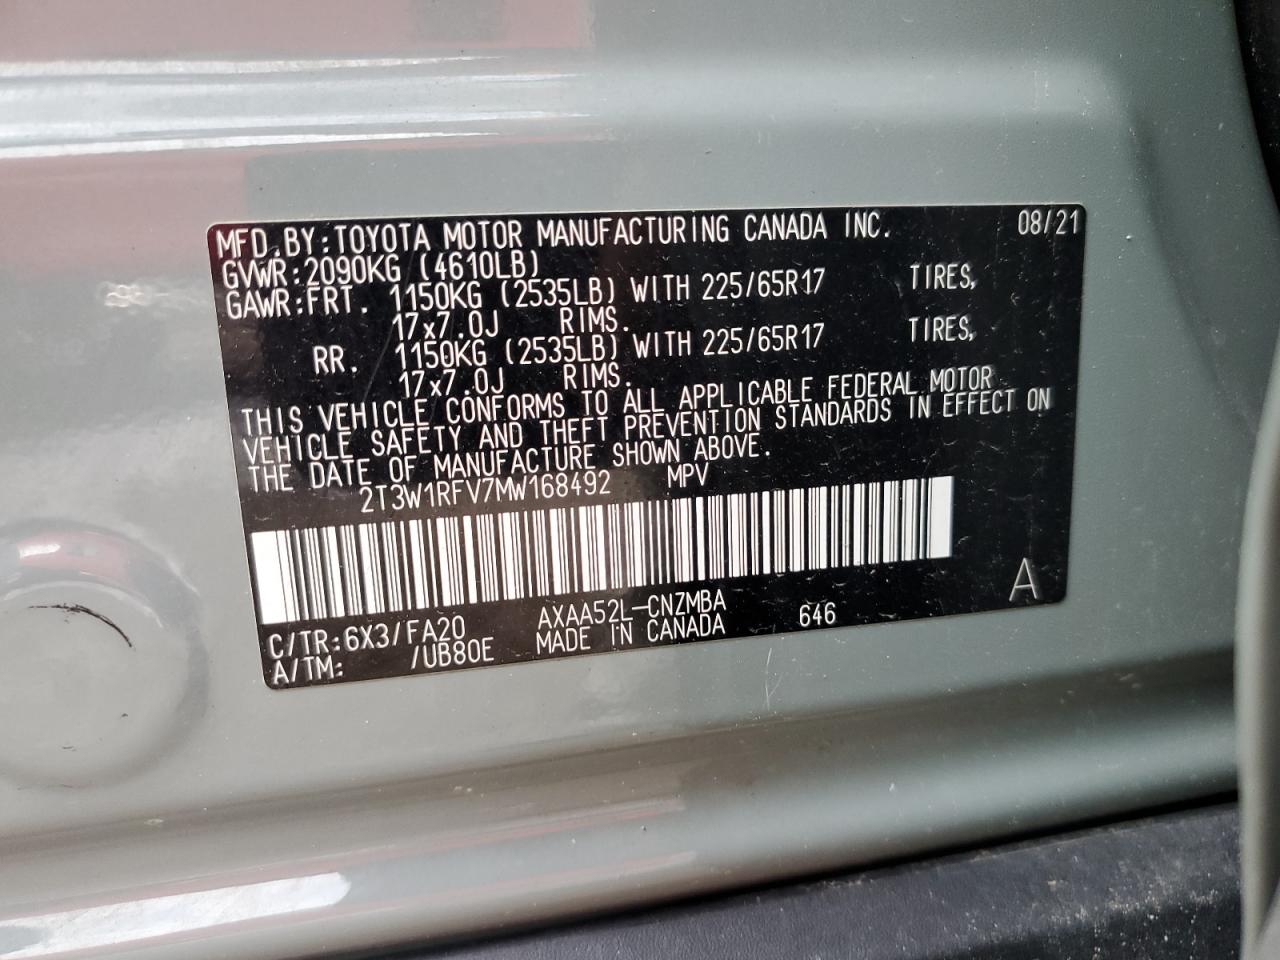 MFD.BY:TOYOTA MOTOR MANUFACTURING CANADA INC. 08/21
GVWR:2090KG (4610LB)
GAWR:FRT. 1150KG (2535LB) WITH 225/65R17 TIRES,
17x7.0J RIMS.
RR. 1150KG (2535LB) WITH 225/65R17 TIRES,
17x7.0J RIMS.
THIS VEHICLE CONFORMS TO ALL APPLICABLE FEDERAL MOTOR
VEHICLE SAFETY AND THEFT PREVENTION STANDARDS IN EFFECT ON
THE DATE OF MANUFACTURE SHOWN ABOVE.
2T3W1RFV7MW168492 MPV
A
C/TR:6X3/FA20 AXAA52L-CNZMBA 646
A/TM: /UB80E MADE IN CANADA